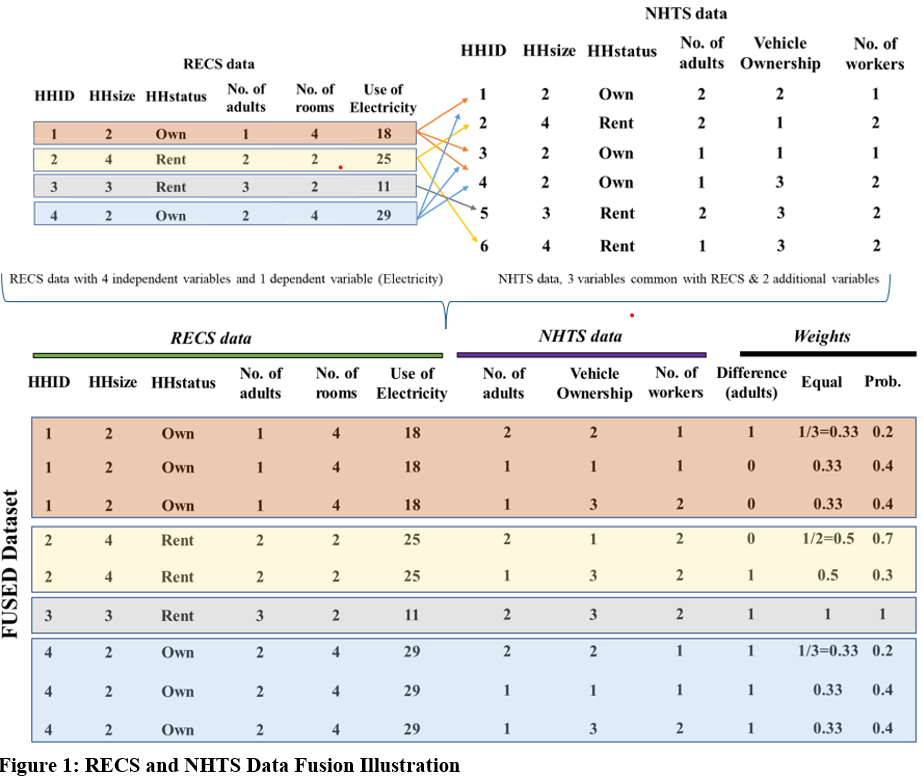 NHTS data
HHID HHsize HHstatus No. of adults Vehicle Ownership No. of workers
1 2 Own 2 2 1
2 4 Rent 2 1 2
3 2 Own 1 1 1
4 2 Own 1 3 2
5 3 Rent 2 3 2
6 4 Rent 1 3 2
RECS data
HHID HHsize HHstatus No. of adults No. of rooms Use of Electricity
1 2 Own 1 4 18
2 4 Rent 2 2 25
3 3 Rent 3 2 11
4 2 Own 2 4 29
RECS data with 4 independent variables and 1 dependent variable (Electricity)
NHTS data, 3 variables common with RECS & 2 additional variables
RECS data NHTS data Weights
HHID HHsize HHstatus No. of adults No. of rooms Use of Electricity No. of adults Vehicle Ownership No. of workers Difference (adults) Equal Prob.
FUSED Dataset
1 2 Own 1 4 18 2 2 1 1 1/3=0.33 0.2
1 2 Own 1 4 18 1 1 1 0 0.33 0.4
1 2 Own 1 4 18 1 3 2 0 0.33 0.4
2 4 Rent 2 2 25 2 1 2 0 1/2=0.5 0.7
2 4 Rent 2 2 25 1 3 2 1 0.5 0.3
3 3 Rent 3 2 11 2 3 2 1 1 1
4 2 Own 2 4 29 2 2 1 1 1/3=0.33 0.2
4 2 Own 2 4 29 1 1 1 1 0.33 0.4
4 2 Own 2 4 29 1 3 2 1 0.33 0.4
Figure 1: RECS and NHTS Data Fusion Illustration